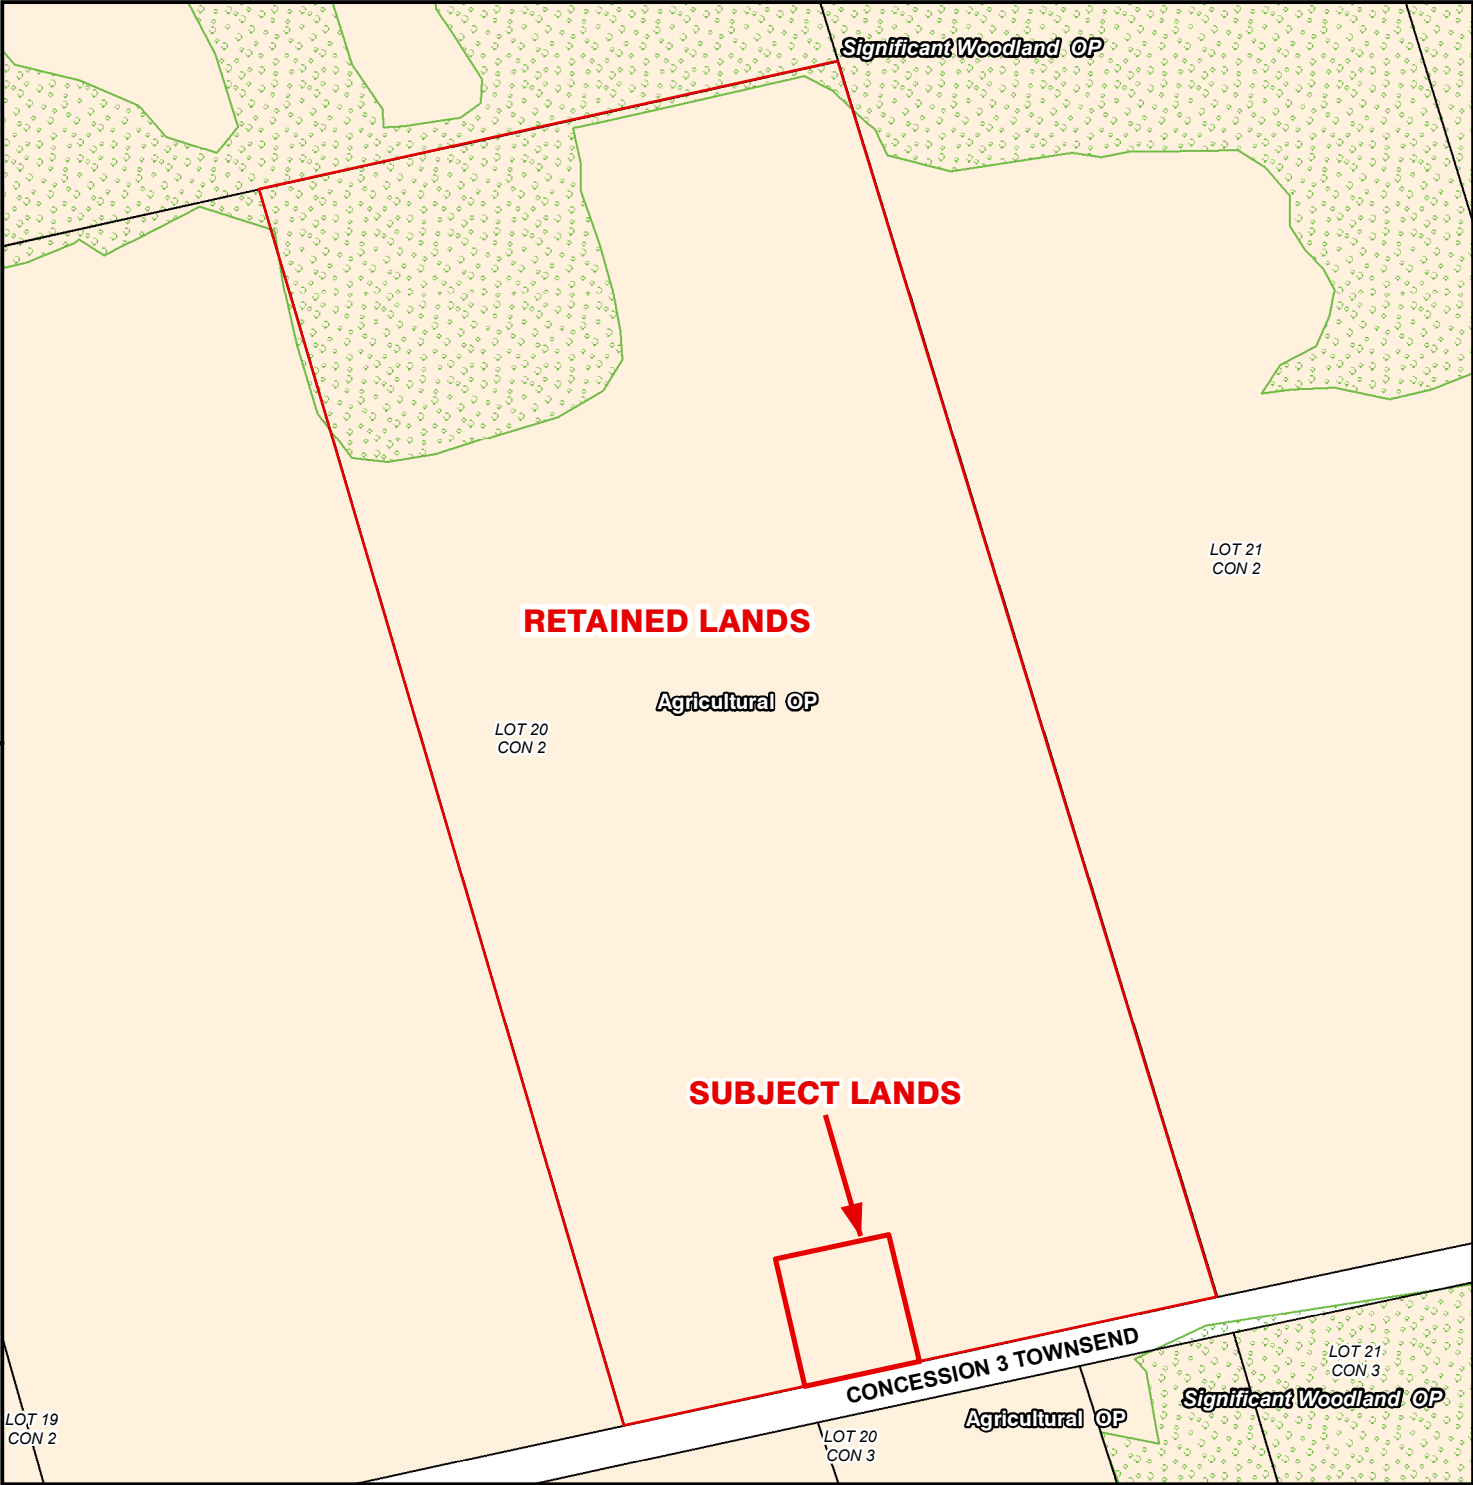 Significant Woodland OP
LOT 21
CON 2
RETAINED LANDS
Agricultural OP
LOT 20
CON 2
SUBJECT LANDS
CONCESSION 3 TOWNSEND
LOT 21
CON 3
Significant Woodland OP
Agricultural OP
LOT 19
CON 2
LOT 20
CON 3